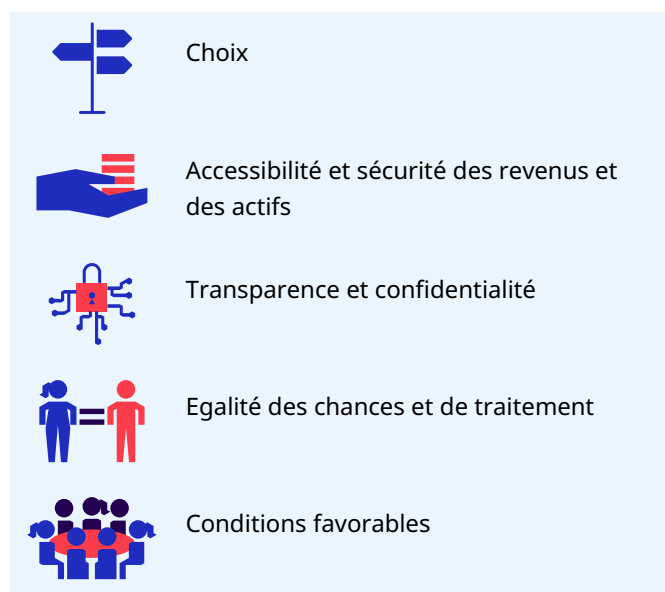 Choix
Accessibilité et sécurité des revenus et
des actifs
Transparence et confidentialité
Egalité des chances et de traitement
Conditions favorables